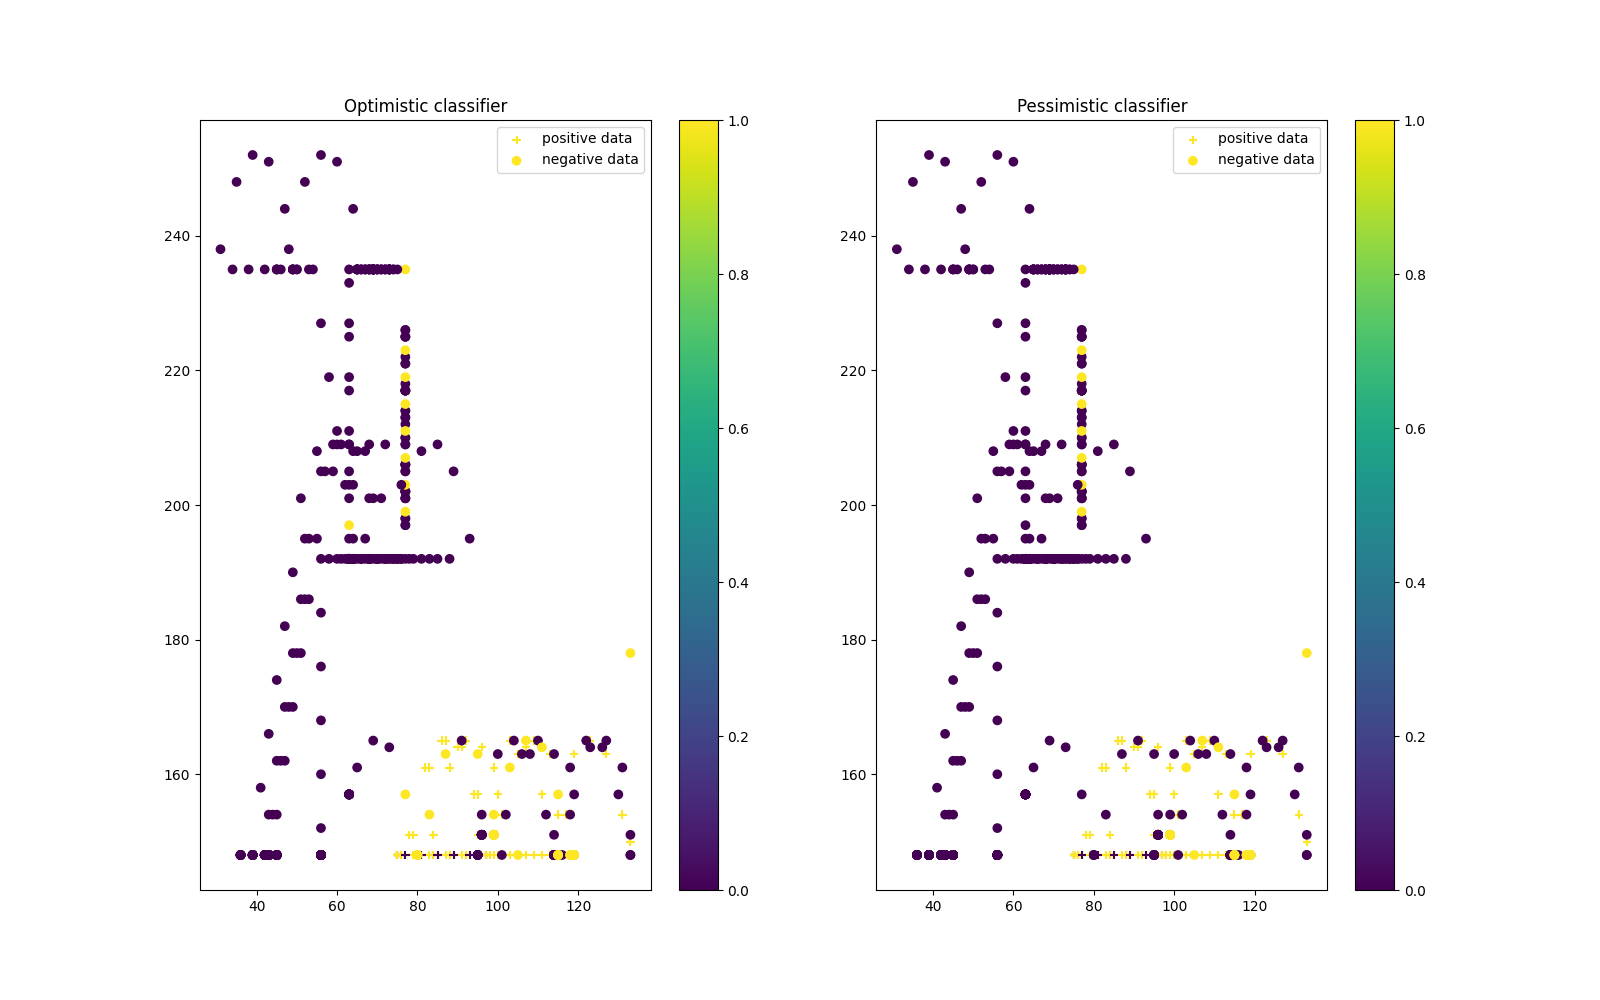 Optimistic classifier
positive data
negative data
240
220
200
180
160
40 60 80 100 120
1.0
0.8
0.6
0.4
0.2
0.0
Pessimistic classifier
positive data
negative data
240
220
200
180
160
40 60 80 100 120
1.0
0.8
0.6
0.4
0.2
0.0